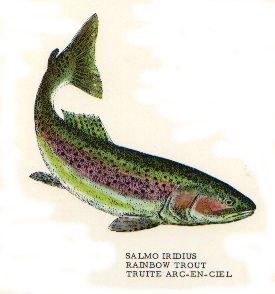 SALMO IRIDIUS
RAINBOW TROUT
TRUITE ARC-EN-CIEL